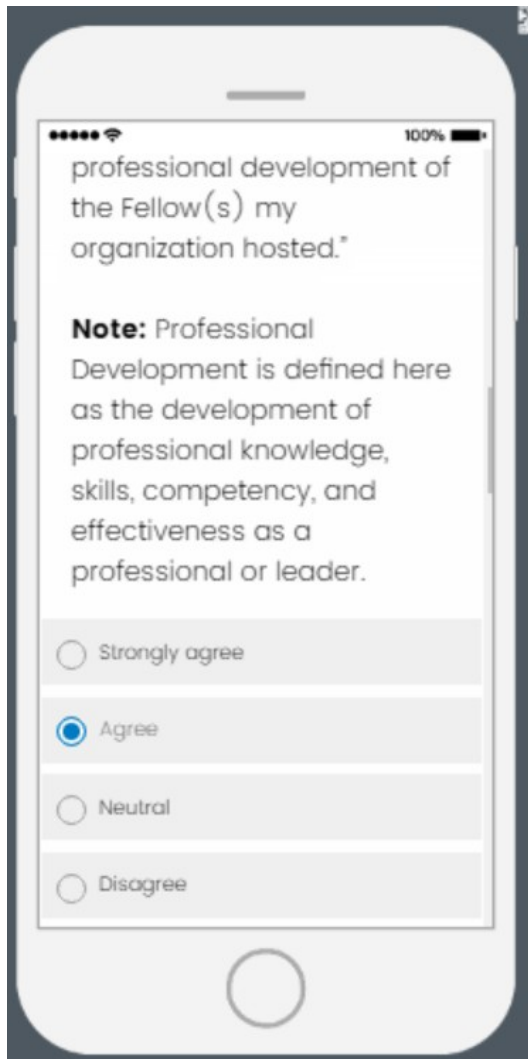 100%
professional development of
the Fellow(s) my
organization hosted."
Note: Professional
Development is defined here
as the development of
professional knowledge,
skills, competency, and
effectiveness as a
professional or leader.
Strongly agree
Agree
Neutral
Disagree